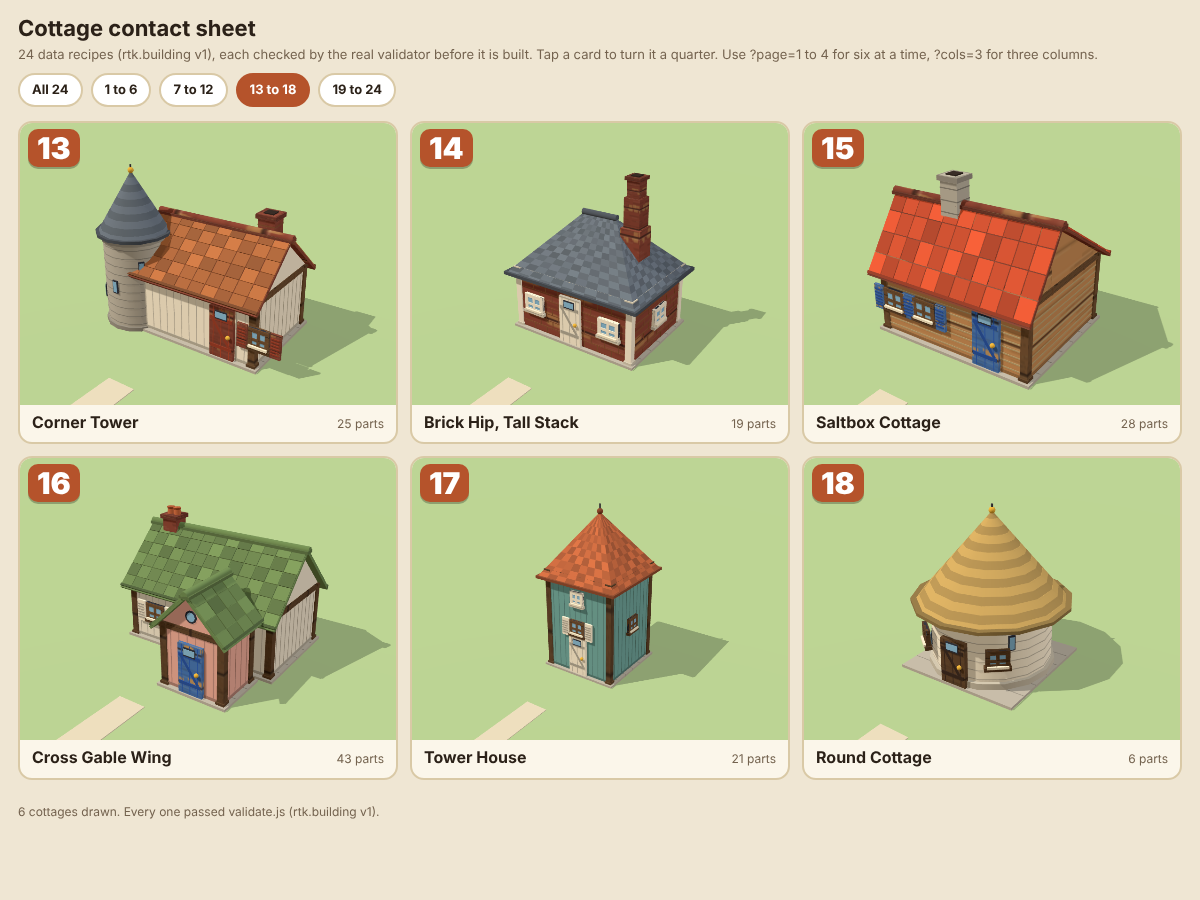 Cottage contact sheet
24 data recipes (rtk.building v1), each checked by the real validator before it is built. Tap a card to turn it a quarter. Use ?page=1 to 4 for six at a time, ?cols=3 for three columns.
All 24 1 to 6 7 to 12 13 to 18 19 to 24
13 14 15
Corner Tower 25 parts Brick Hip, Tall Stack 19 parts Saltbox Cottage 28 parts
16 17 18
Cross Gable Wing 43 parts Tower House 21 parts Round Cottage 6 parts
6 cottages drawn. Every one passed validate.js (rtk.building v1).